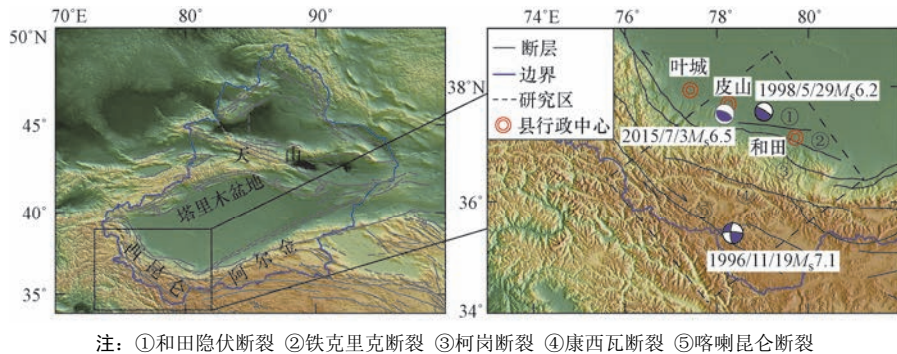 70°E
80°
90°
50°N
45°
40°
35°
天 山
塔里木盆地
西昆仑
阿尔金
74°E
76°
78°
80°
38°N
36°
34°
断层
边界
研究区
县行政中心
叶城
皮山
1998/5/29Ms6.2
①
2015/7/3Ms6.5
和田
②
③
1996/11/19Ms7.1
注：①和田隐伏断裂 ②铁克里克断裂 ③柯岗断裂 ④康西瓦断裂 ⑤喀喇昆仑断裂